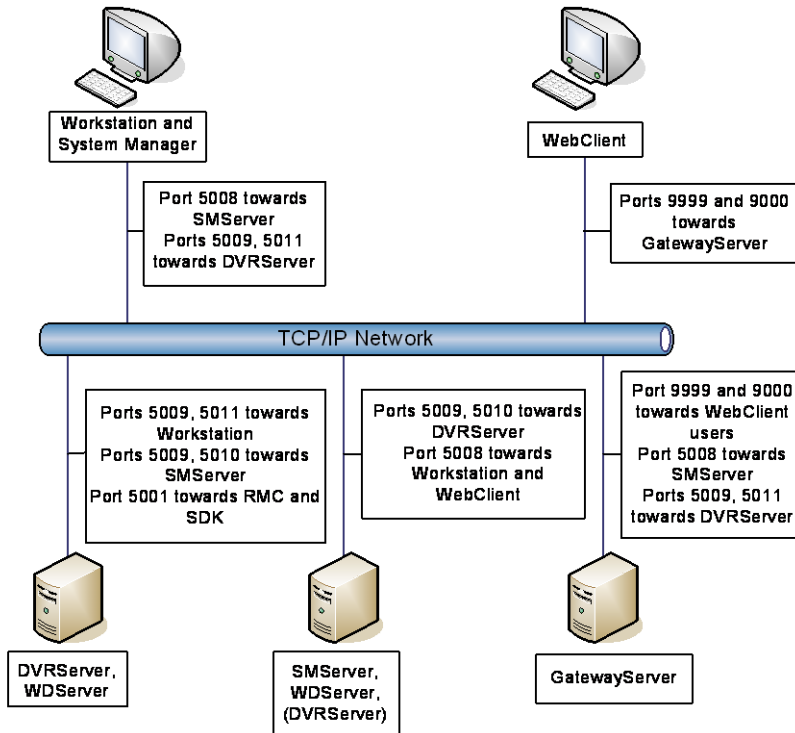 Workstation and
System Manager
WebClient
Port 5008 towards
SMServer
Ports 5009, 5011
towards DVRServer
Ports 9999 and 9000
towards
GatewayServer
TCP/IP Network
Ports 5009, 5011 towards
Workstation
Ports 5009, 5010 towards
SMServer
Port 5001 towards RMC and
SDK
Ports 5009, 5010 towards
DVRServer
Port 5008 towards
Workstation and
WebClient
Port 9999 and 9000
towards WebClient
users
Port 5008 towards
SMServer
Ports 5009, 5011
towards DVRServer
DVRServer,
WDServer
SMServer,
WDServer,
(DVRServer)
GatewayServer